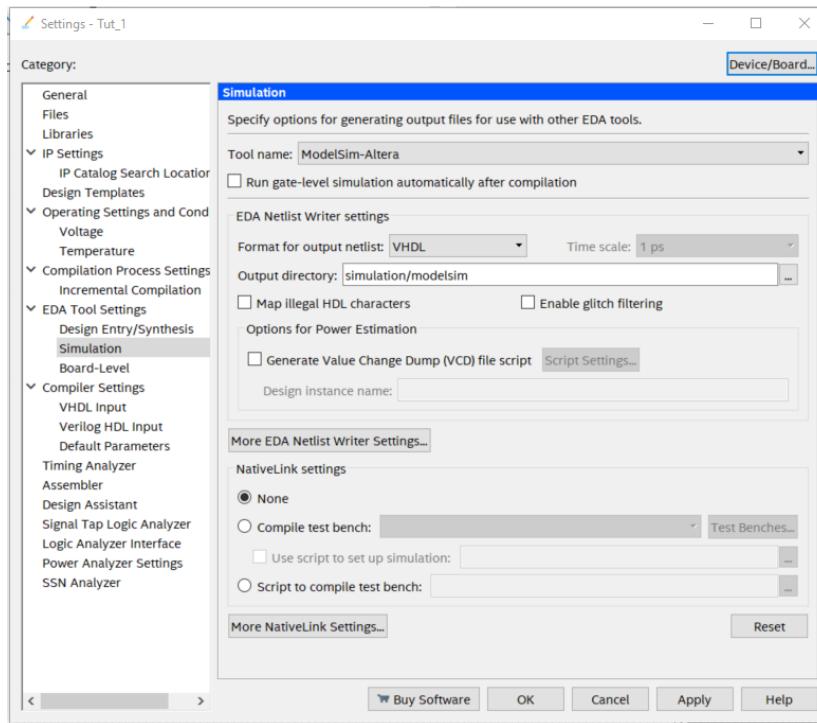 Settings - Tut_1
Category:
Device/Board...
General
Files
Libraries
IP Settings
IP Catalog Search Location
Design Templates
Operating Settings and Cond
Voltage
Temperature
Compilation Process Settings
Incremental Compilation
EDA Tool Settings
Design Entry/Synthesis
Simulation
Board-Level
Compiler Settings
VHDL Input
Verilog HDL Input
Default Parameters
Timing Analyzer
Assembler
Design Assistant
Signal Tap Logic Analyzer
Logic Analyzer Interface
Power Analyzer Settings
SSN Analyzer
Simulation
Specify options for generating output files for use with other EDA tools.
Tool name: ModelSim-Altera
Run gate-level simulation automatically after compilation
EDA Netlist Writer settings
Format for output netlist: VHDL Time scale: 1 ps
Output directory: simulation/modelsim ...
Map illegal HDL characters Enable glitch filtering
Options for Power Estimation
Generate Value Change Dump (VCD) file script Script Settings...
Design instance name:
More EDA Netlist Writer Settings...
NativeLink settings
None
Compile test bench: Test Benches...
Use script to set up simulation: ...
Script to compile test bench: ...
More NativeLink Settings... Reset
Buy Software OK Cancel Apply Help